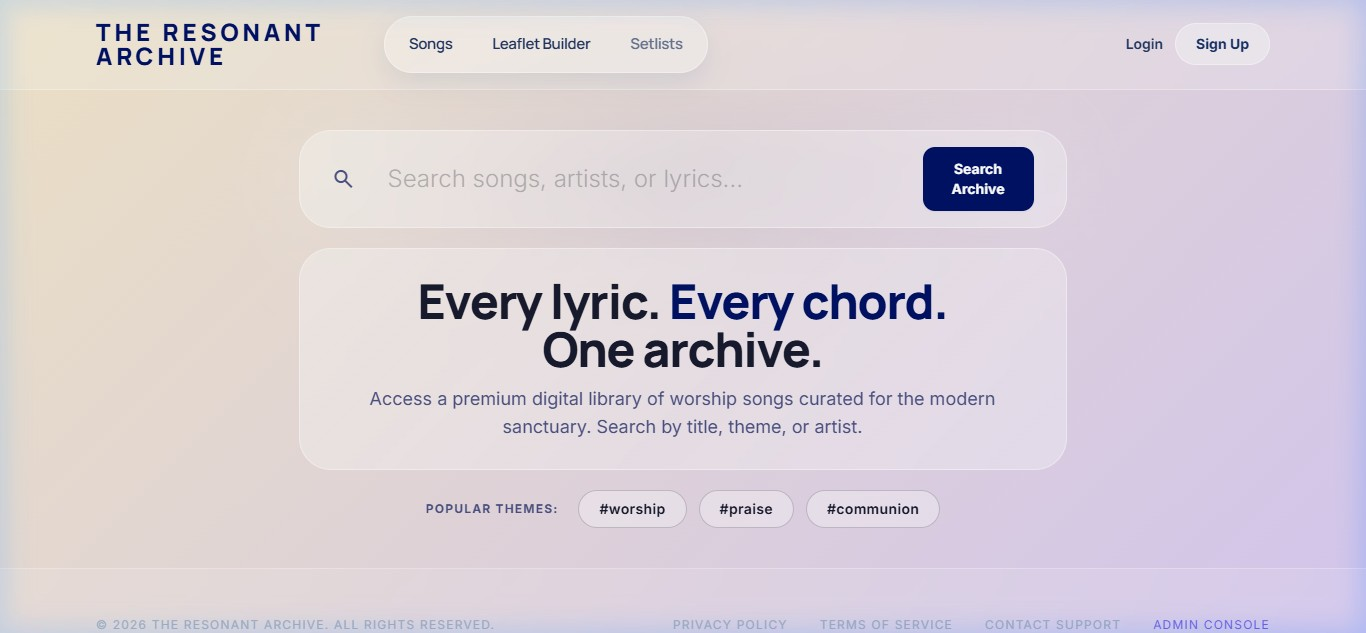 THE RESONANT
ARCHIVE
Songs Leaflet Builder Setlists
Login Sign Up
Search songs, artists, or lyrics...
Search
Archive
Every lyric. Every chord.
One archive.
Access a premium digital library of worship songs curated for the modern
sanctuary. Search by title, theme, or artist.
POPULAR THEMES: #worship #praise #communion
© 2026 THE RESONANT ARCHIVE. ALL RIGHTS RESERVED. PRIVACY POLICY TERMS OF SERVICE CONTACT SUPPORT ADMIN CONSOLE